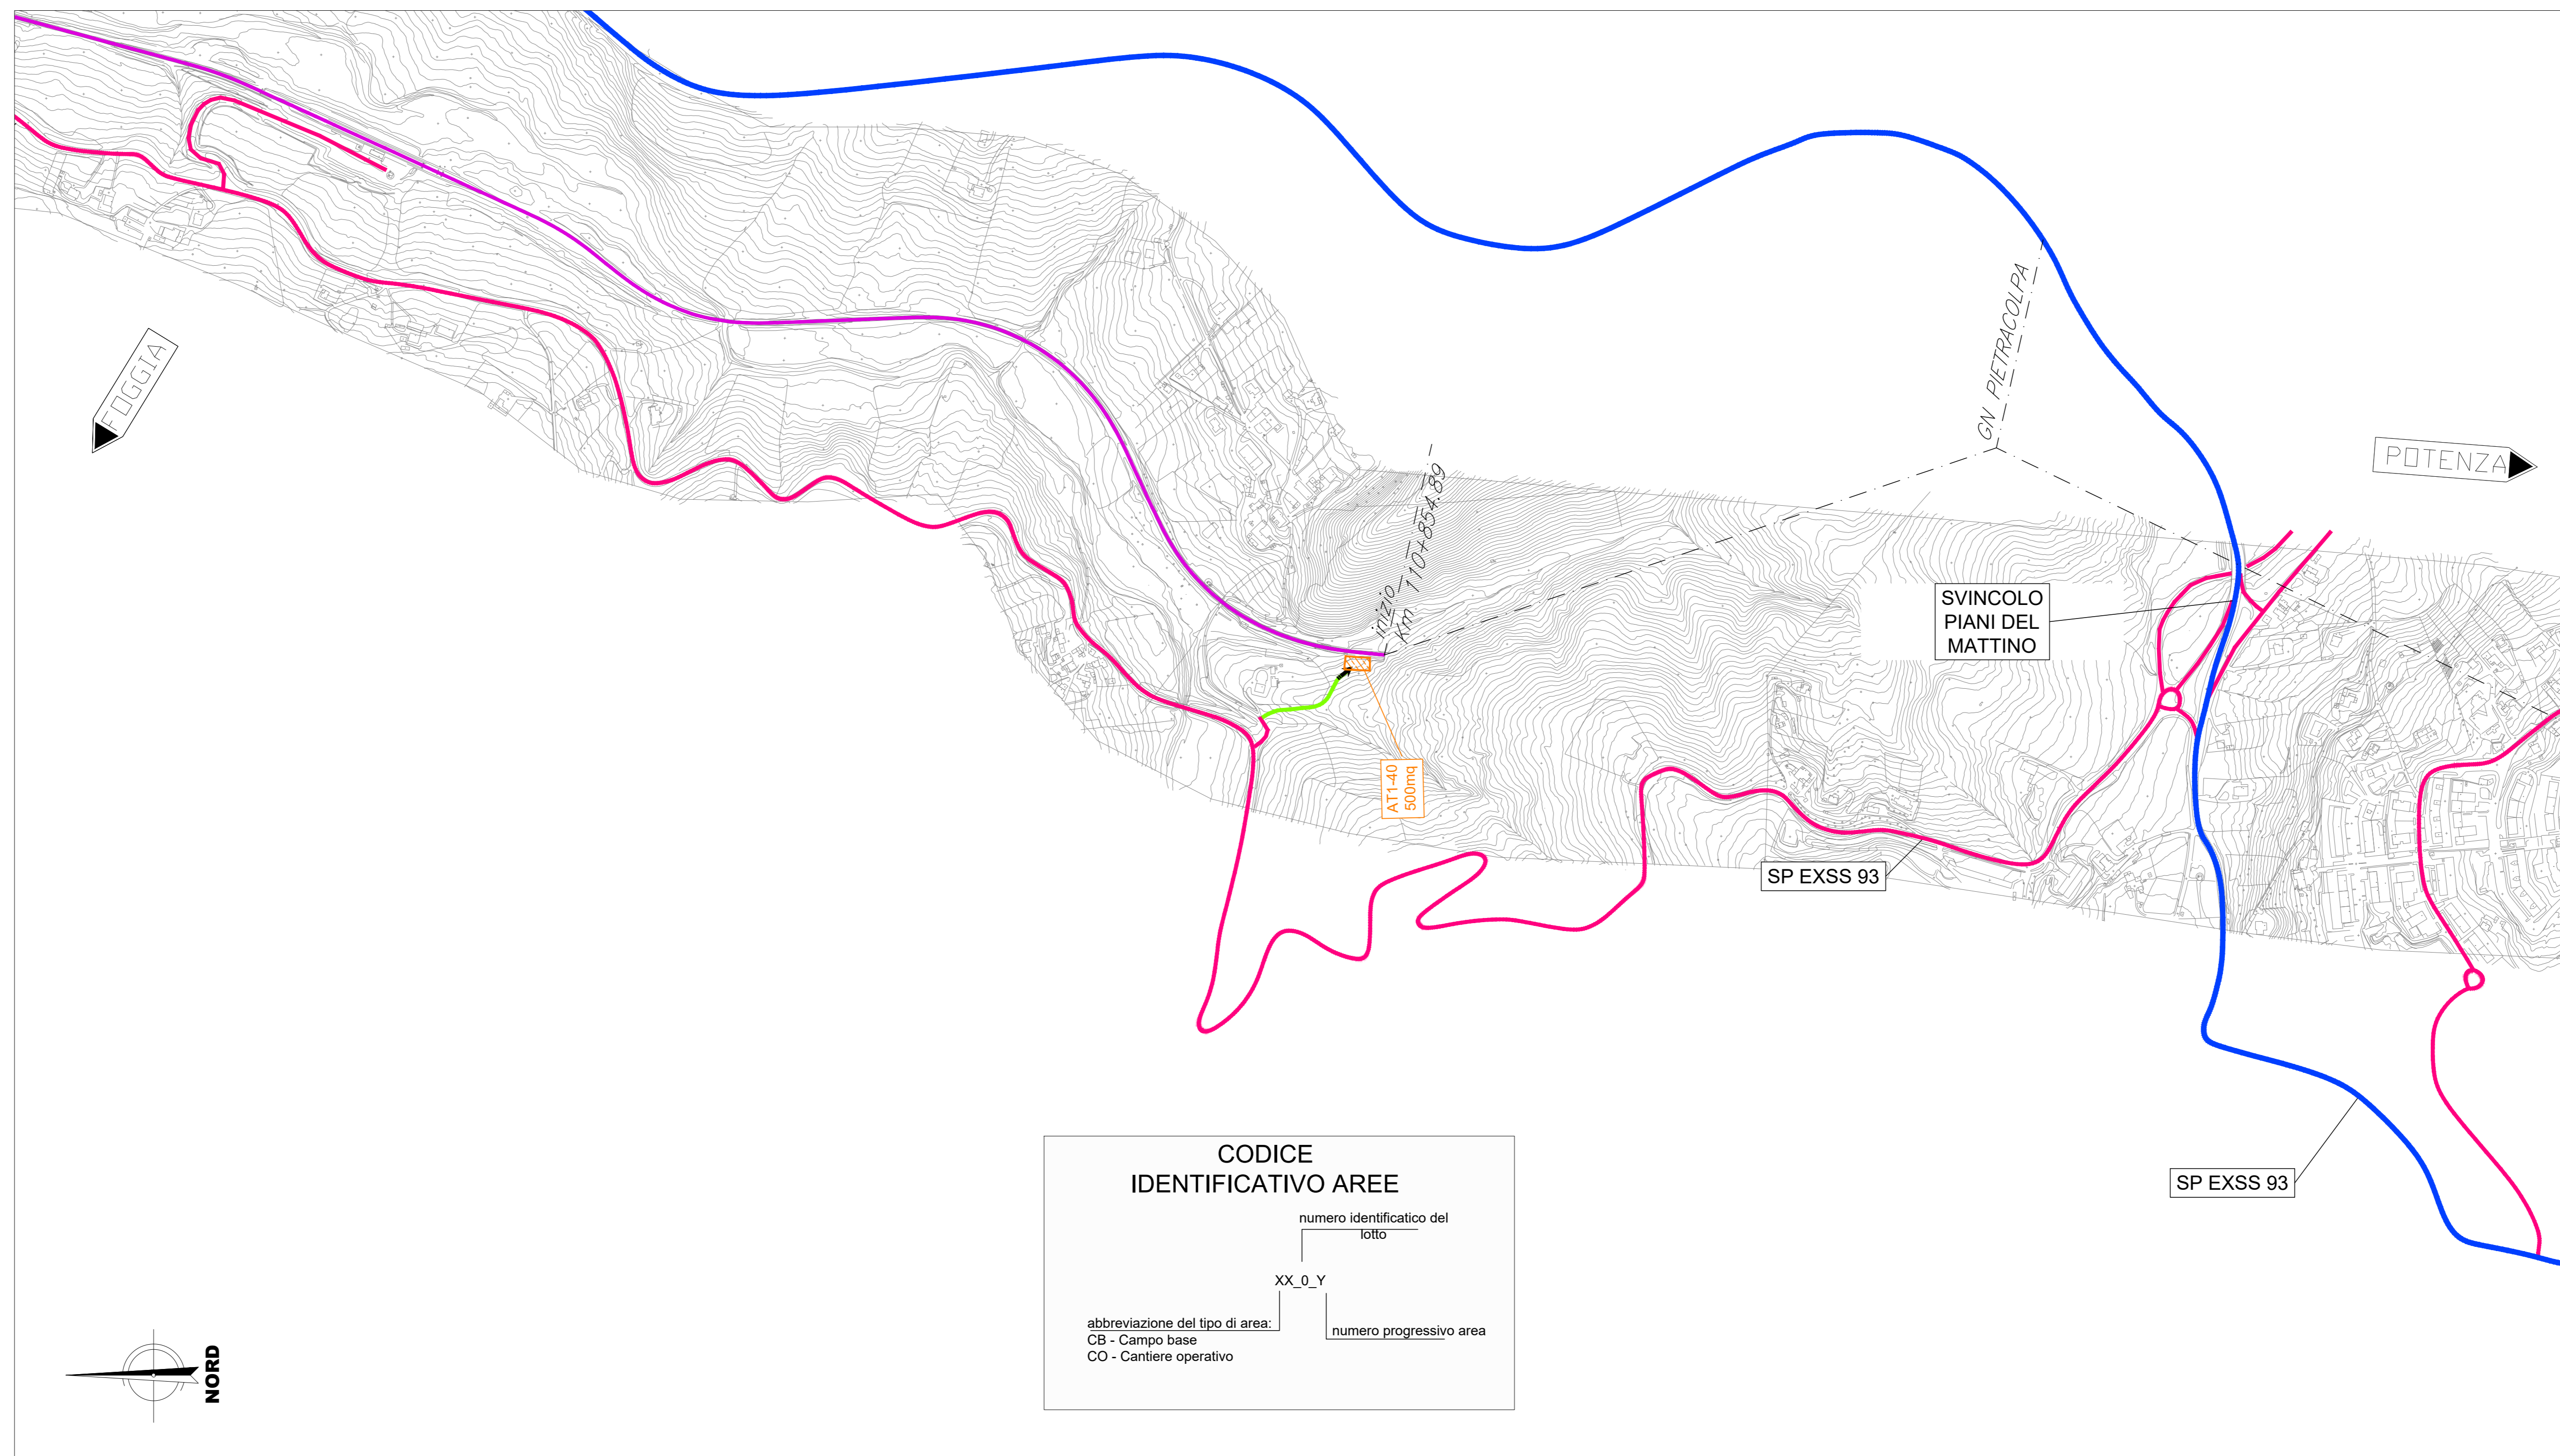 FOGGIA
GN PIETRACOLPA
POTENZA
inizio
km 110+854.89
SVINCOLO
PIANI DEL
MATTINO
AT1-40
500mq
SP EXSS 93
SP EXSS 93
CODICE
IDENTIFICATIVO AREE
numero identificatico del
lotto
XX_0_Y
abbreviazione del tipo di area:
CB - Campo base
CO - Cantiere operativo
numero progressivo area
NORD